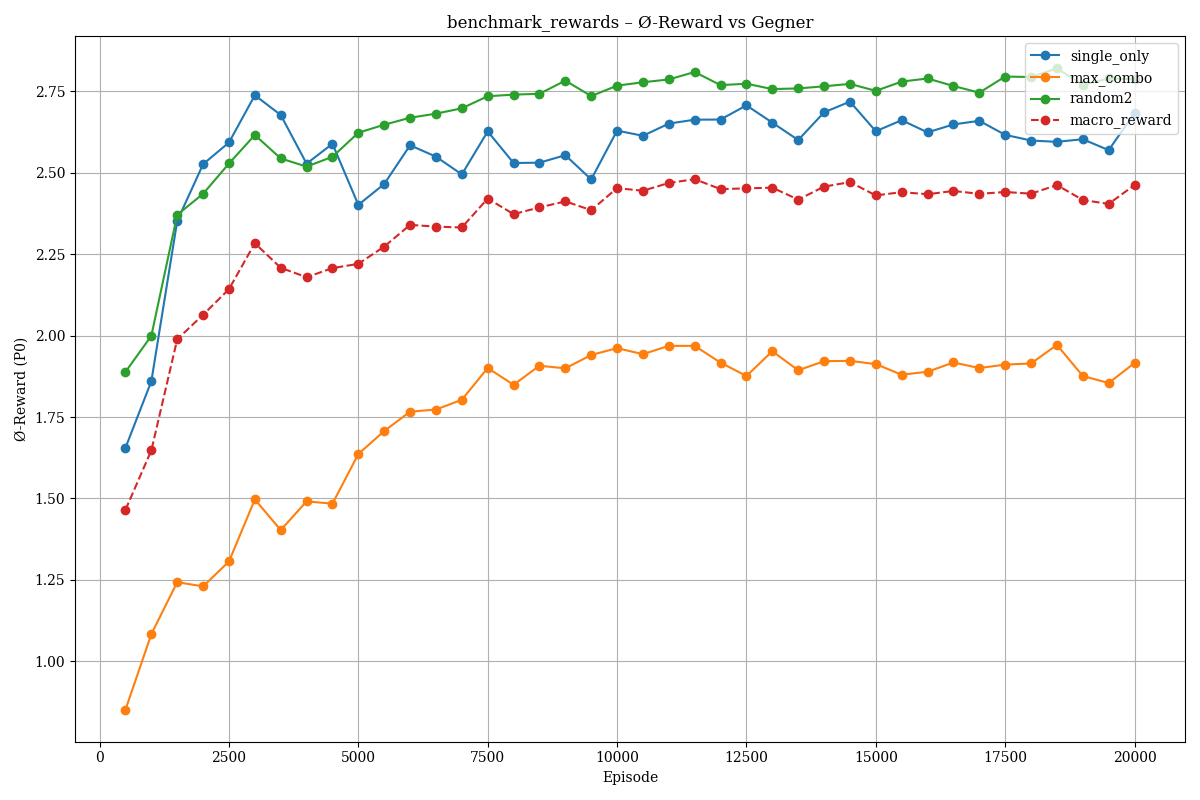 benchmark_rewards – Ø-Reward vs Gegner
single_only
max_combo
random2
macro_reward
Ø-Reward (P0)
2.75
2.50
2.25
2.00
1.75
1.50
1.25
1.00
0
2500
5000
7500
10000
12500
15000
17500
20000
Episode